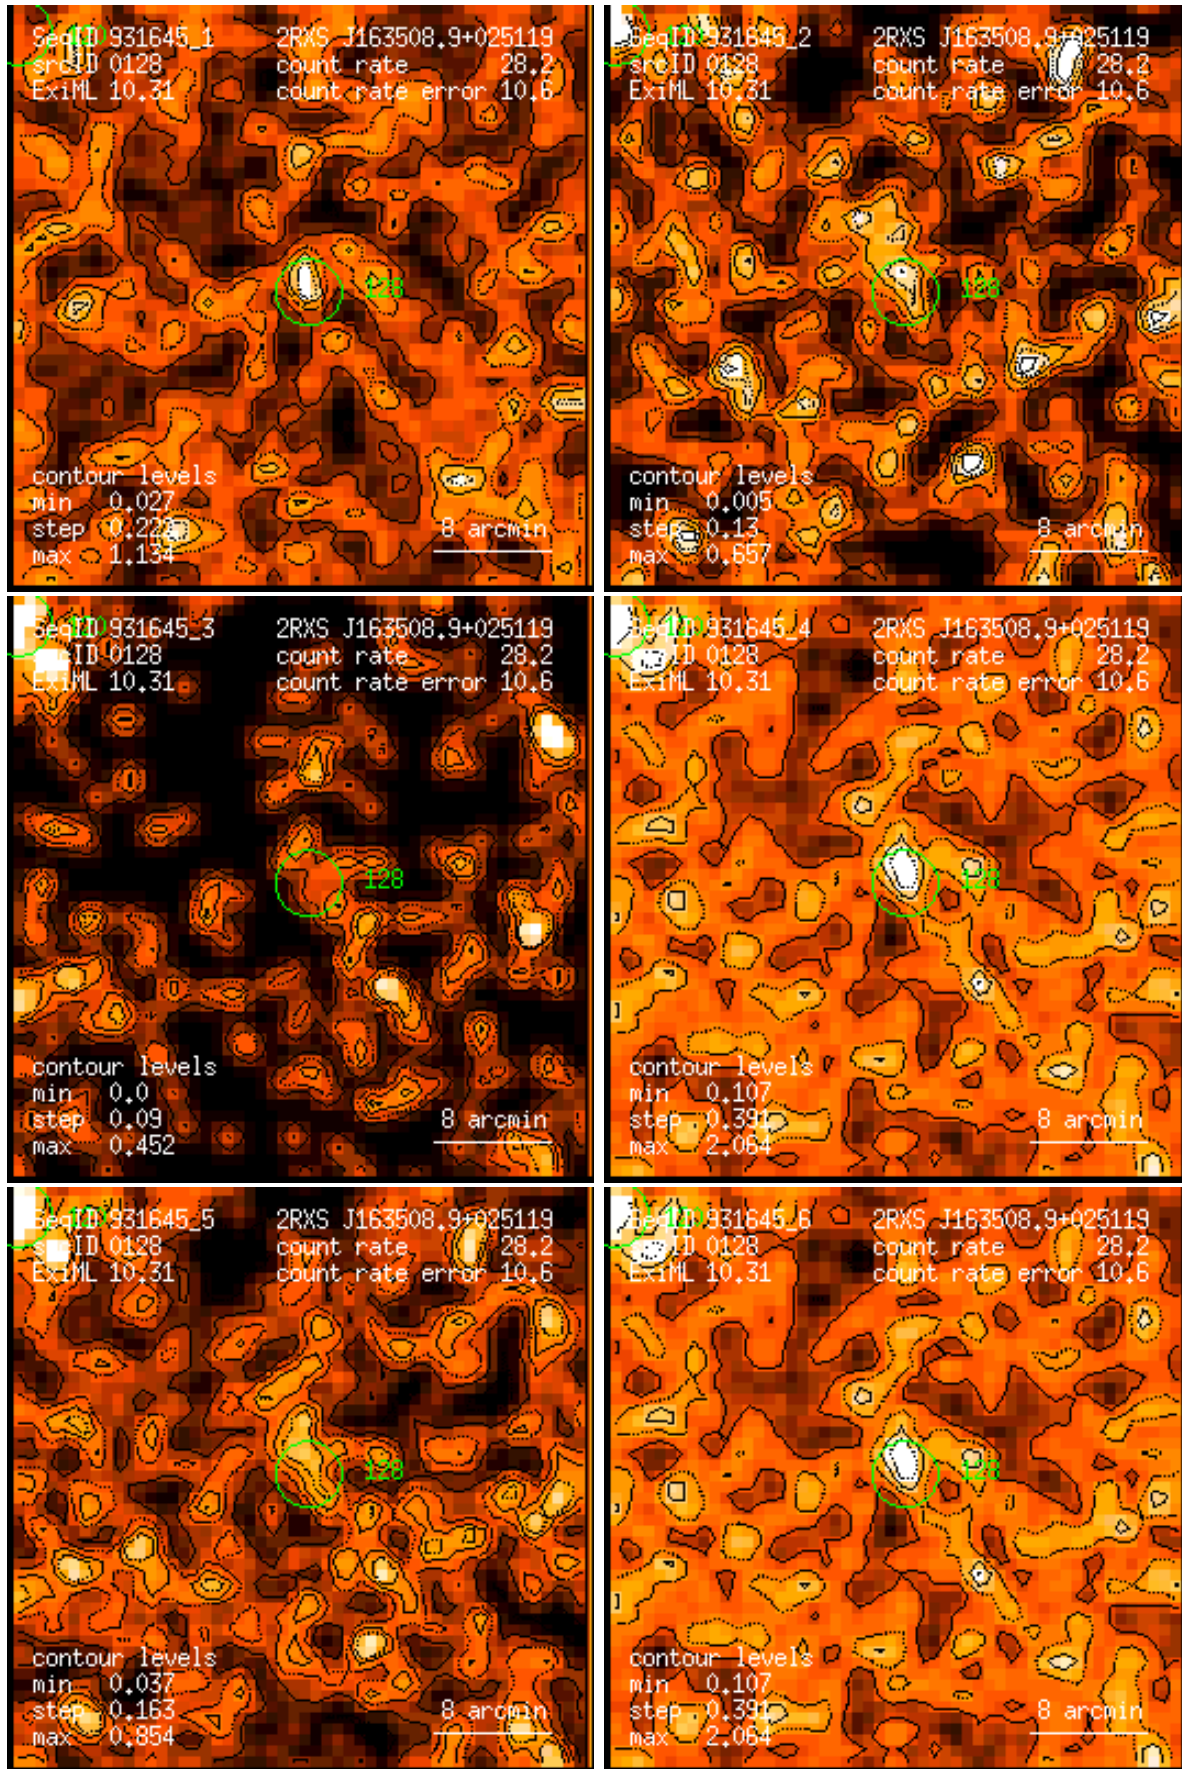 SeqID 931645_1 2RXS J163508.9+025119
srcID 0128 count rate 28.2
ExiML 10.31 count rate error 10.6
128
contour levels
min 0.027
step 0.222 8 arcmin
max 1.134
SeqID 931645_2 2RXS J163508.9+025119
srcID 0128 count rate 28.2
ExiML 10.31 count rate error 10.6
128
contour levels
min 0.005
step 0.13 8 arcmin
max 0.657
SeqID 931645_3 2RXS J163508.9+025119
srcID 0128 count rate 28.2
ExiML 10.31 count rate error 10.6
128
contour levels
min 0.0
step 0.09 8 arcmin
max 0.452
SeqID 931645_4 2RXS J163508.9+025119
srcID 0128 count rate 28.2
ExiML 10.31 count rate error 10.6
128
contour levels
min 0.107
step 0.391 8 arcmin
max 2.064
SeqID 931645_5 2RXS J163508.9+025119
srcID 0128 count rate 28.2
ExiML 10.31 count rate error 10.6
128
contour levels
min 0.037
step 0.163 8 arcmin
max 0.854
SeqID 931645_6 2RXS J163508.9+025119
srcID 0128 count rate 28.2
ExiML 10.31 count rate error 10.6
128
contour levels
min 0.107
step 0.391 8 arcmin
max 2.064